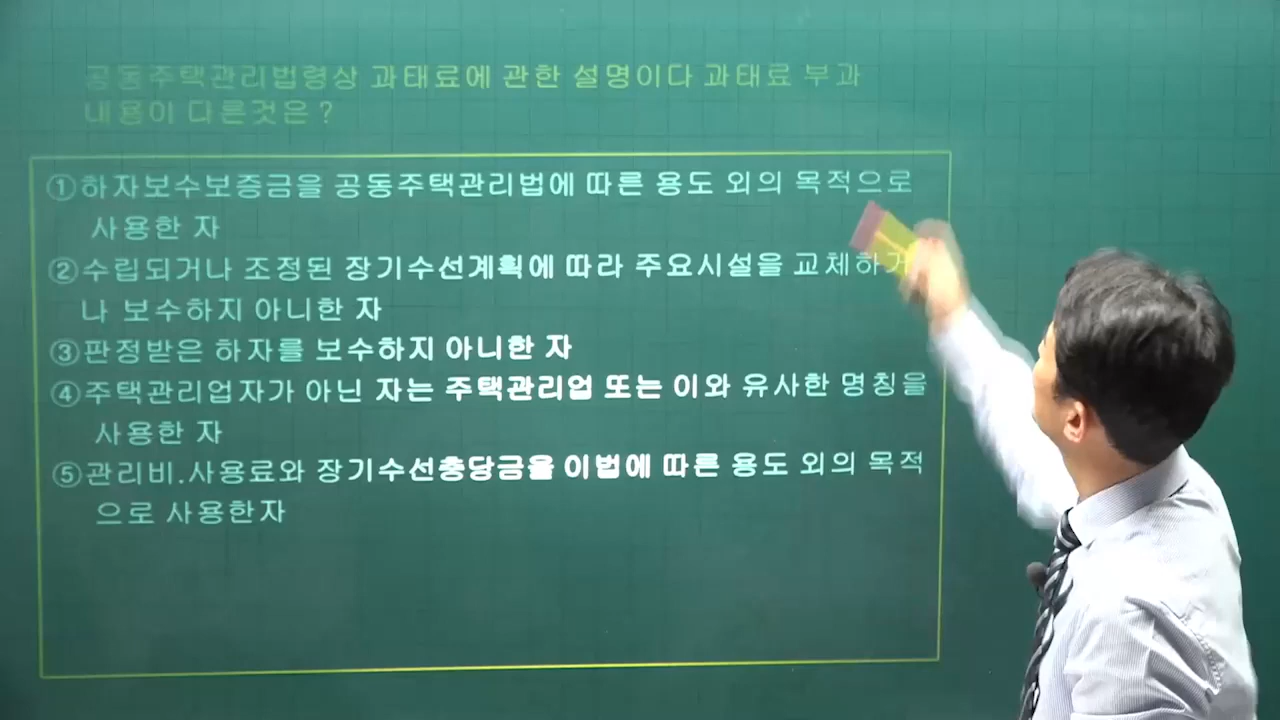 공동주택관리법령상 과태료에 관한 설명이다 과태료 부과
내용이 다른것은 ?
①하자보수보증금을 공동주택관리법에 따른 용도 외의 목적으로
사용한 자
②수립되거나 조정된 장기수선계획에 따라 주요시설을 교체하거
나 보수하지 아니한 자
③판정받은 하자를 보수하지 아니한 자
④주택관리업자가 아닌 자는 주택관리업 또는 이와 유사한 명칭을
사용한 자
⑤관리비.사용료와 장기수선충당금을 이법에 따른 용도 외의 목적
으로 사용한자